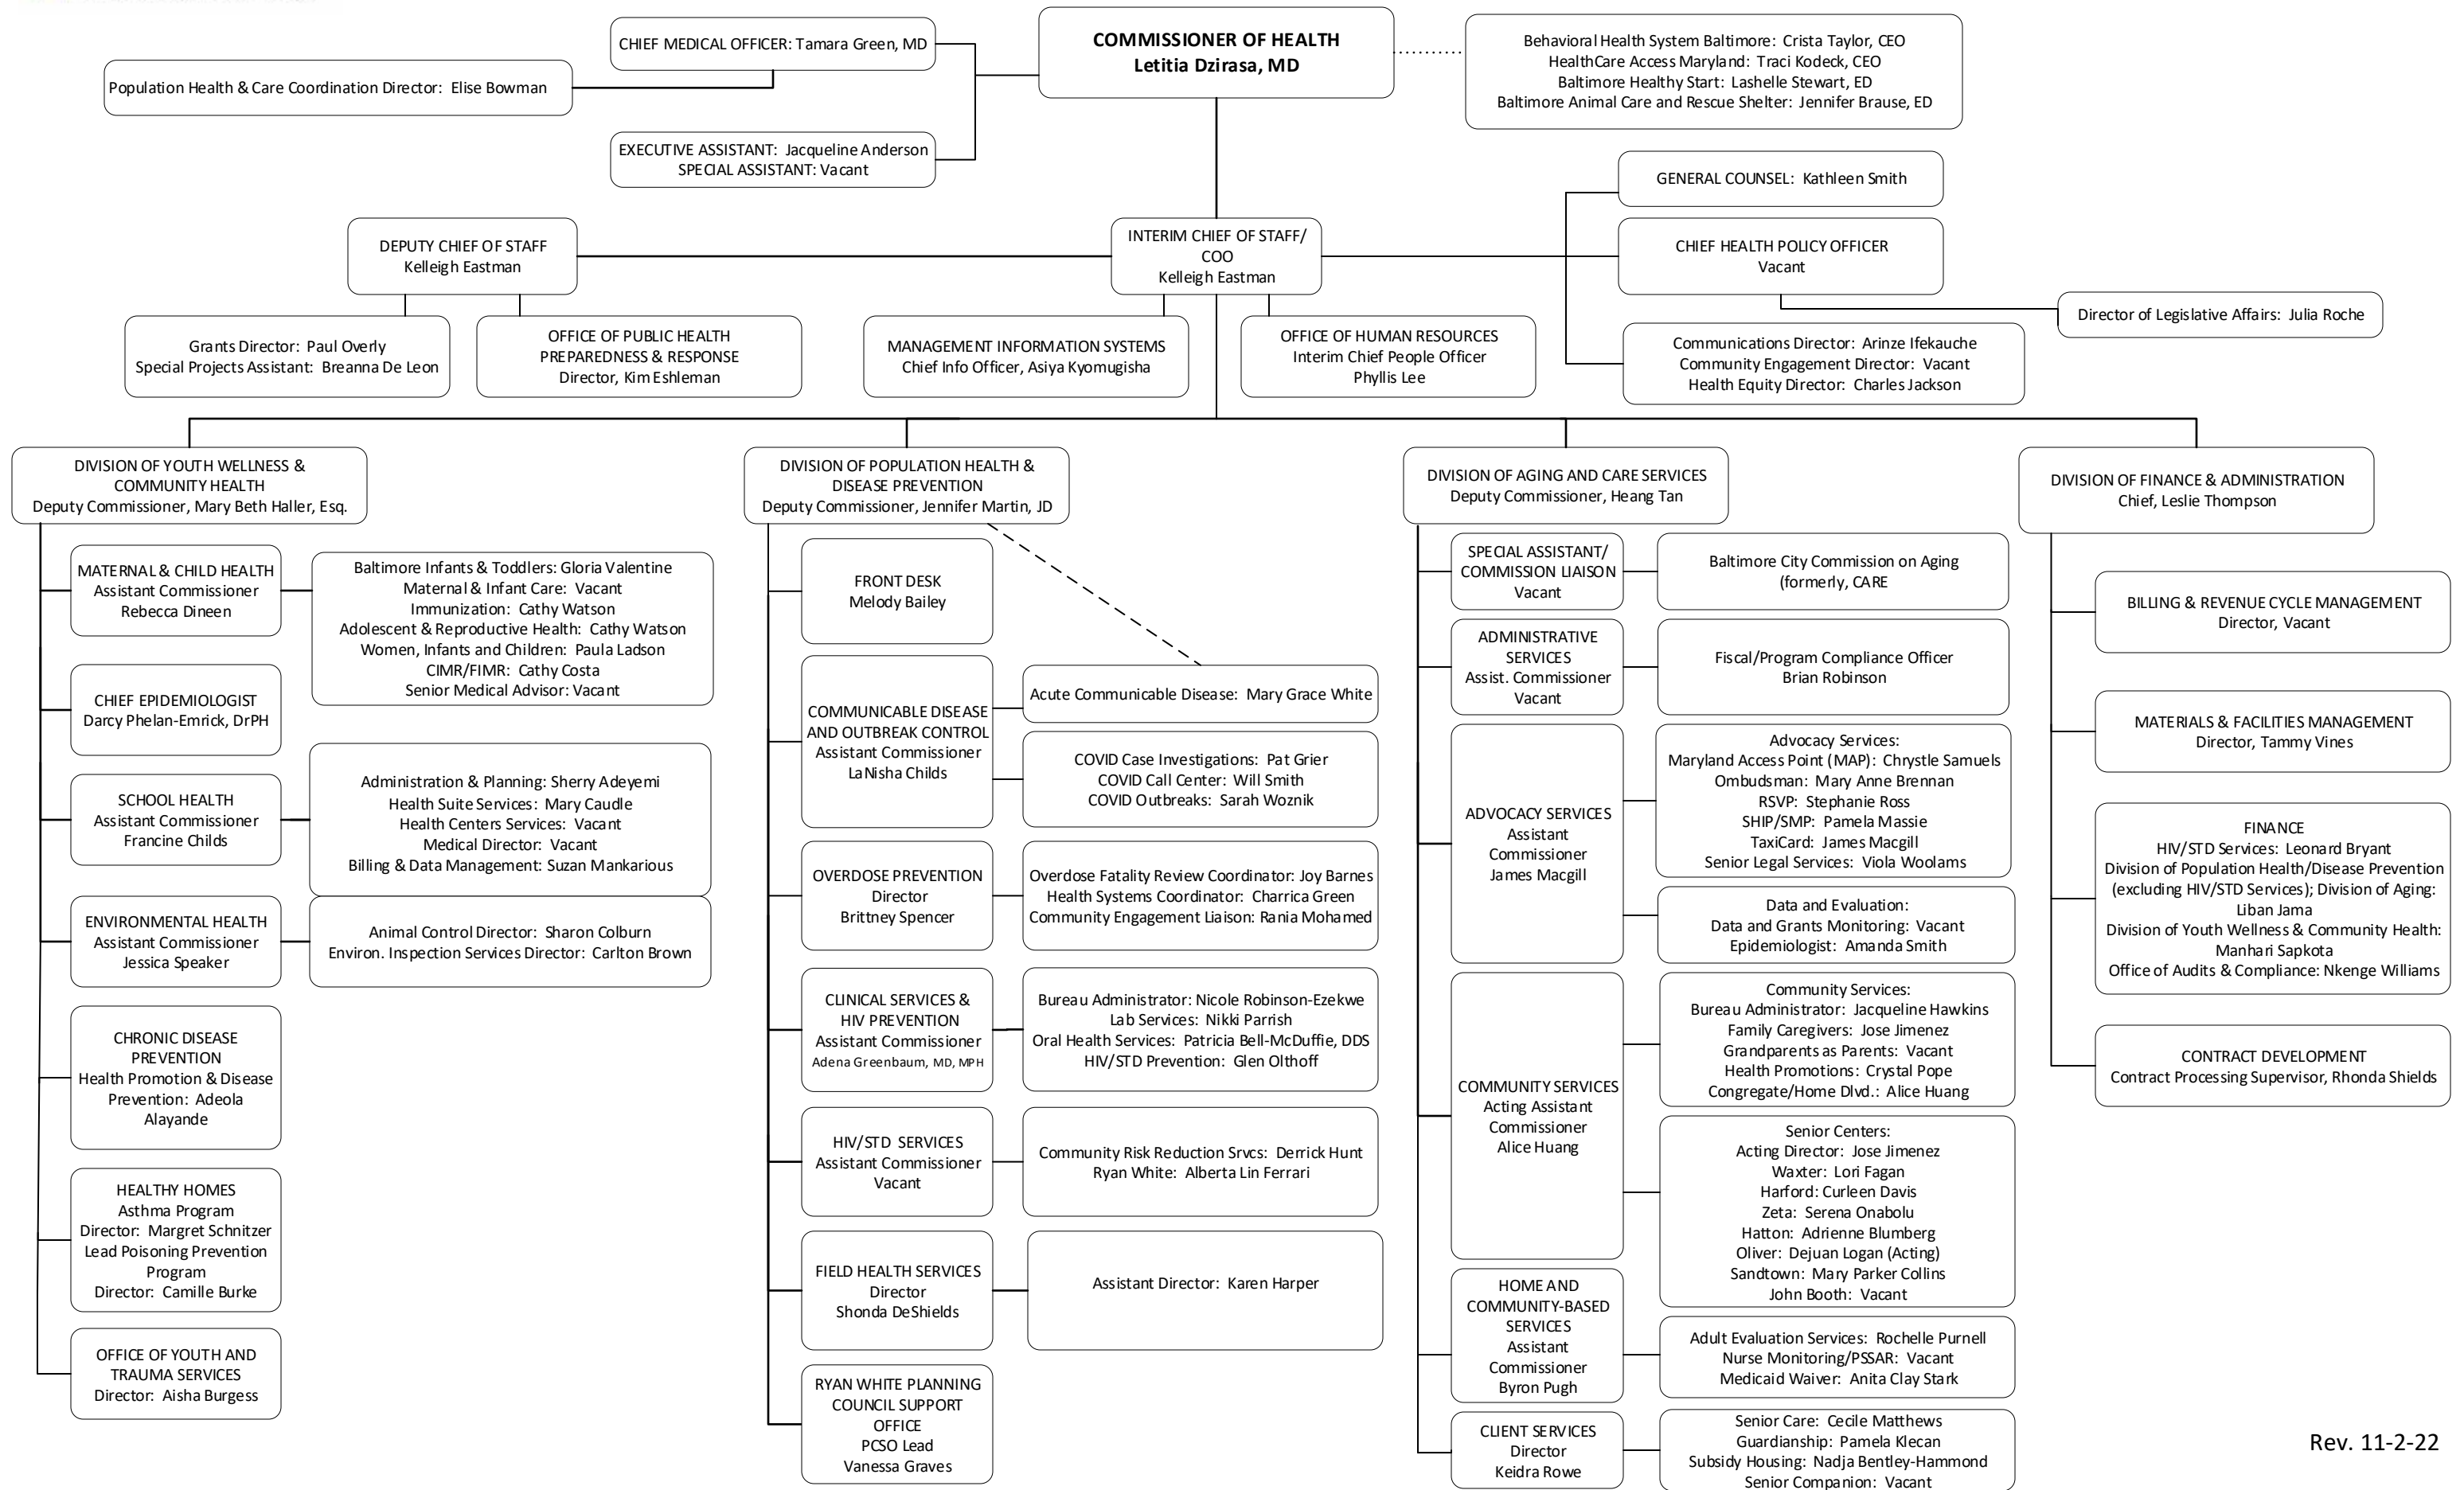 COMMISSIONER OF HEALTH
Letitia Dzirasa, MD
CHIEF MEDICAL OFFICER: Tamara Green, MD
Population Health & Care Coordination Director: Elise Bowman
EXECUTIVE ASSISTANT: Jacqueline Anderson
SPECIAL ASSISTANT: Vacant
Behavioral Health System Baltimore: Crista Taylor, CEO
HealthCare Access Maryland: Traci Kodeck, CEO
Baltimore Healthy Start: Lashelle Stewart, ED
Baltimore Animal Care and Rescue Shelter: Jennifer Brause, ED
GENERAL COUNSEL: Kathleen Smith
DEPUTY CHIEF OF STAFF
Kelleigh Eastman
INTERIM CHIEF OF STAFF/
COO
Kelleigh Eastman
CHIEF HEALTH POLICY OFFICER
Vacant
Director of Legislative Affairs: Julia Roche
Grants Director: Paul Overly
Special Projects Assistant: Breanna De Leon
OFFICE OF PUBLIC HEALTH
PREPAREDNESS & RESPONSE
Director, Kim Eshleman
MANAGEMENT INFORMATION SYSTEMS
Chief Info Officer, Asiya Kyomugisha
OFFICE OF HUMAN RESOURCES
Interim Chief People Officer
Phyllis Lee
Communications Director: Arinze Ifekauche
Community Engagement Director: Vacant
Health Equity Director: Charles Jackson
DIVISION OF YOUTH WELLNESS &
COMMUNITY HEALTH
Deputy Commissioner, Mary Beth Haller, Esq.
MATERNAL & CHILD HEALTH
Assistant Commissioner
Rebecca Dineen
Baltimore Infants & Toddlers: Gloria Valentine
Maternal & Infant Care: Vacant
Immunization: Cathy Watson
Adolescent & Reproductive Health: Cathy Watson
Women, Infants and Children: Paula Ladson
CIMR/FIMR: Cathy Costa
Senior Medical Advisor: Vacant
CHIEF EPIDEMIOLOGIST
Darcy Phelan-Emrick, DrPH
SCHOOL HEALTH
Assistant Commissioner
Francine Childs
Administration & Planning: Sherry Adeyemi
Health Suite Services: Mary Caudle
Health Centers Services: Vacant
Medical Director: Vacant
Billing & Data Management: Suzan Mankarious
ENVIRONMENTAL HEALTH
Assistant Commissioner
Jessica Speaker
Animal Control Director: Sharon Colburn
Environ. Inspection Services Director: Carlton Brown
CHRONIC DISEASE
PREVENTION
Health Promotion & Disease
Prevention: Adeola
Alayande
HEALTHY HOMES
Asthma Program
Director: Margret Schnitzer
Lead Poisoning Prevention
Program
Director: Camille Burke
OFFICE OF YOUTH AND
TRAUMA SERVICES
Director: Aisha Burgess
DIVISION OF POPULATION HEALTH &
DISEASE PREVENTION
Deputy Commissioner, Jennifer Martin, JD
FRONT DESK
Melody Bailey
COMMUNICABLE DISEASE
AND OUTBREAK CONTROL
Assistant Commissioner
LaNisha Childs
Acute Communicable Disease: Mary Grace White
COVID Case Investigations: Pat Grier
COVID Call Center: Will Smith
COVID Outbreaks: Sarah Woznik
OVERDOSE PREVENTION
Director
Brittney Spencer
Overdose Fatality Review Coordinator: Joy Barnes
Health Systems Coordinator: Charrica Green
Community Engagement Liaison: Rania Mohamed
CLINICAL SERVICES &
HIV PREVENTION
Assistant Commissioner
Adena Greenbaum, MD, MPH
Bureau Administrator: Nicole Robinson-Ezekwe
Lab Services: Nikki Parrish
Oral Health Services: Patricia Bell-McDuffie, DDS
HIV/STD Prevention: Glen Olthoff
HIV/STD SERVICES
Assistant Commissioner
Vacant
Community Risk Reduction Srvcs: Derrick Hunt
Ryan White: Alberta Lin Ferrari
FIELD HEALTH SERVICES
Director
Shonda DeShields
Assistant Director: Karen Harper
RYAN WHITE PLANNING
COUNCIL SUPPORT
OFFICE
PCSO Lead
Vanessa Graves
DIVISION OF AGING AND CARE SERVICES
Deputy Commissioner, Heang Tan
SPECIAL ASSISTANT/
COMMISSION LIAISON
Vacant
Baltimore City Commission on Aging
(formerly, CARE
ADMINISTRATIVE
SERVICES
Assist. Commissioner
Vacant
Fiscal/Program Compliance Officer
Brian Robinson
ADVOCACY SERVICES
Assistant
Commissioner
James Macgill
Advocacy Services:
Maryland Access Point (MAP): Chrystle Samuels
Ombudsman: Mary Anne Brennan
RSVP: Stephanie Ross
SHIP/SMP: Pamela Massie
TaxiCard: James Macgill
Senior Legal Services: Viola Woolams
Data and Evaluation:
Data and Grants Monitoring: Vacant
Epidemiologist: Amanda Smith
COMMUNITY SERVICES
Acting Assistant
Commissioner
Alice Huang
Community Services:
Bureau Administrator: Jacqueline Hawkins
Family Caregivers: Jose Jimenez
Grandparents as Parents: Vacant
Health Promotions: Crystal Pope
Congregate/Home Dlvd.: Alice Huang
Senior Centers:
Acting Director: Jose Jimenez
Waxter: Lori Fagan
Harford: Curleen Davis
Zeta: Serena Onabolu
Hatton: Adrienne Blumberg
Oliver: Dejuan Logan (Acting)
Sandtown: Mary Parker Collins
John Booth: Vacant
HOME AND
COMMUNITY-BASED
SERVICES
Assistant
Commissioner
Byron Pugh
Adult Evaluation Services: Rochelle Purnell
Nurse Monitoring/PSSAR: Vacant
Medicaid Waiver: Anita Clay Stark
CLIENT SERVICES
Director
Keidra Rowe
Senior Care: Cecile Matthews
Guardianship: Pamela Klecan
Subsidy Housing: Nadja Bentley-Hammond
Senior Companion: Vacant
DIVISION OF FINANCE & ADMINISTRATION
Chief, Leslie Thompson
BILLING & REVENUE CYCLE MANAGEMENT
Director, Vacant
MATERIALS & FACILITIES MANAGEMENT
Director, Tammy Vines
FINANCE
HIV/STD Services: Leonard Bryant
Division of Population Health/Disease Prevention
(excluding HIV/STD Services); Division of Aging:
Liban Jama
Division of Youth Wellness & Community Health:
Manhari Sapkota
Office of Audits & Compliance: Nkenge Williams
CONTRACT DEVELOPMENT
Contract Processing Supervisor, Rhonda Shields
Rev. 11-2-22